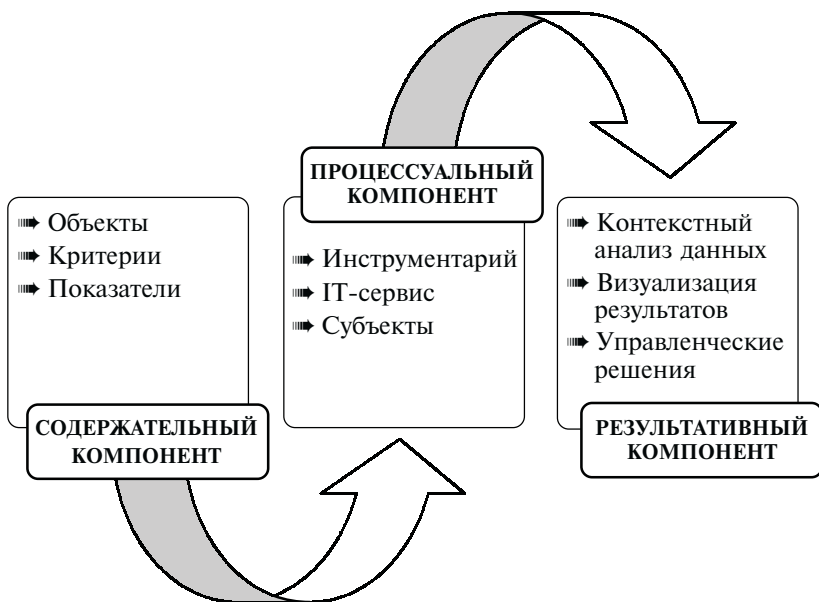 Объекты
Критерии
Показатели
СОДЕРЖАТЕЛЬНЫЙ
КОМПОНЕНТ
ПРОЦЕССУАЛЬНЫЙ
КОМПОНЕНТ
Инструментарий
IT-сервис
Субъекты
Контекстный
анализ данных
Визуализация
результатов
Управленческие
решения
РЕЗУЛЬТАТИВНЫЙ
КОМПОНЕНТ